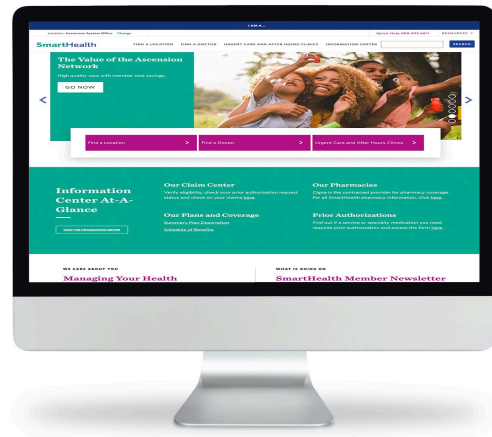 I AM A...
Location: Ascension System Office Change
RESOURCES
SmartHealth
FIND A LOCATION FIND A DOCTOR URGENT CARE AND AFTER HOURS CLINICS INFORMATION CENTER SEARCH
The Value of the Ascension
Network
High quality care with member cost savings.
GO NOW
Find a Location
Find a Doctor
Urgent Care and After Hours Clinics
Information
Center At-A-
Glance
VIEW THE INFORMATION CENTER
Our Claim Center
Verify eligibility, check your prior authorization request
status and check on your claims here.
Our Plans and Coverage
Summary Plan Description
Schedule of Benefits
Our Pharmacies
Cigna is the contracted provider for pharmacy coverage.
For all SmartHealth pharmacy information, click here.
Prior Authorizations
Find out if a service or specialty medication you need
requires prior authorization and access the form here.
WE CARE ABOUT YOU
Managing Your Health
WHAT IS GOING ON
SmartHealth Member Newsletter